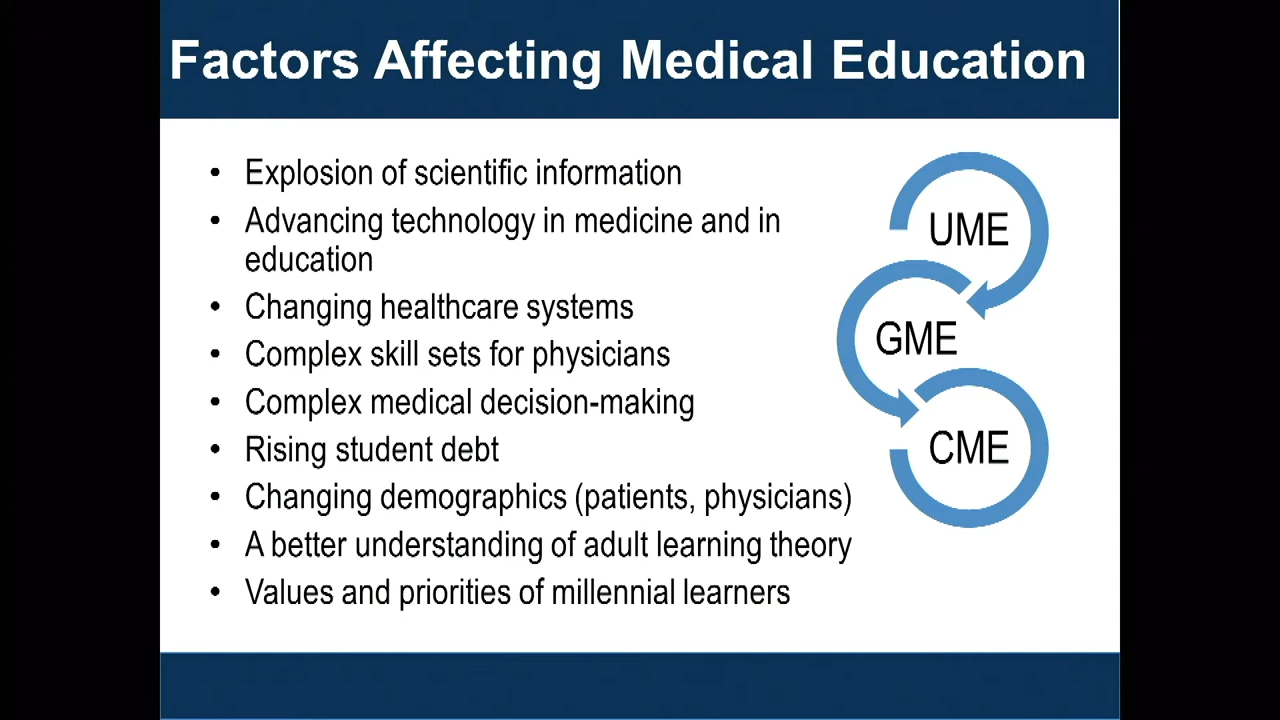 Factors Affecting Medical Education
• Explosion of scientific information
• Advancing technology in medicine and in
education
• Changing healthcare systems
• Complex skill sets for physicians
• Complex medical decision-making
• Rising student debt
• Changing demographics (patients, physicians)
• A better understanding of adult learning theory
• Values and priorities of millennial learners
UME
GME
CME